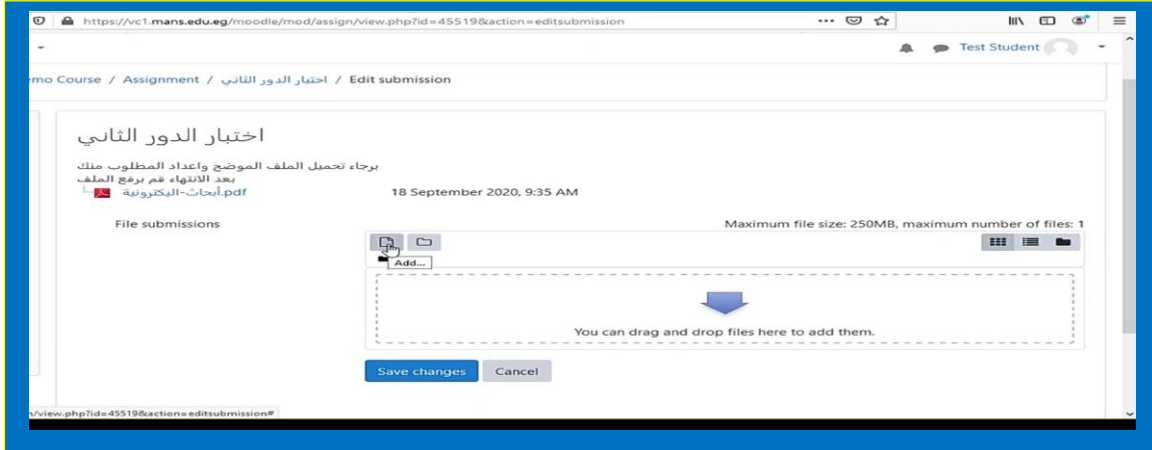 https://vc1.mans.edu.eg/moodle/mod/assign/view.php?id=45519&action=editsubmission
Test Student
mo Course / Assignment / اختبار الدور الثاني / Edit submission
اختبار الدور الثاني
برجاء تحميل الملف الموضح واعداد المطلوب منك
بعد الانتهاء قم برفع الملف
أبحاث-اليكترونية.pdf 18 September 2020, 9:35 AM
File submissions Maximum file size: 250MB, maximum number of files: 1
Add...
You can drag and drop files here to add them.
Save changes Cancel
n/view.php?id=45519&action=editsubmission#